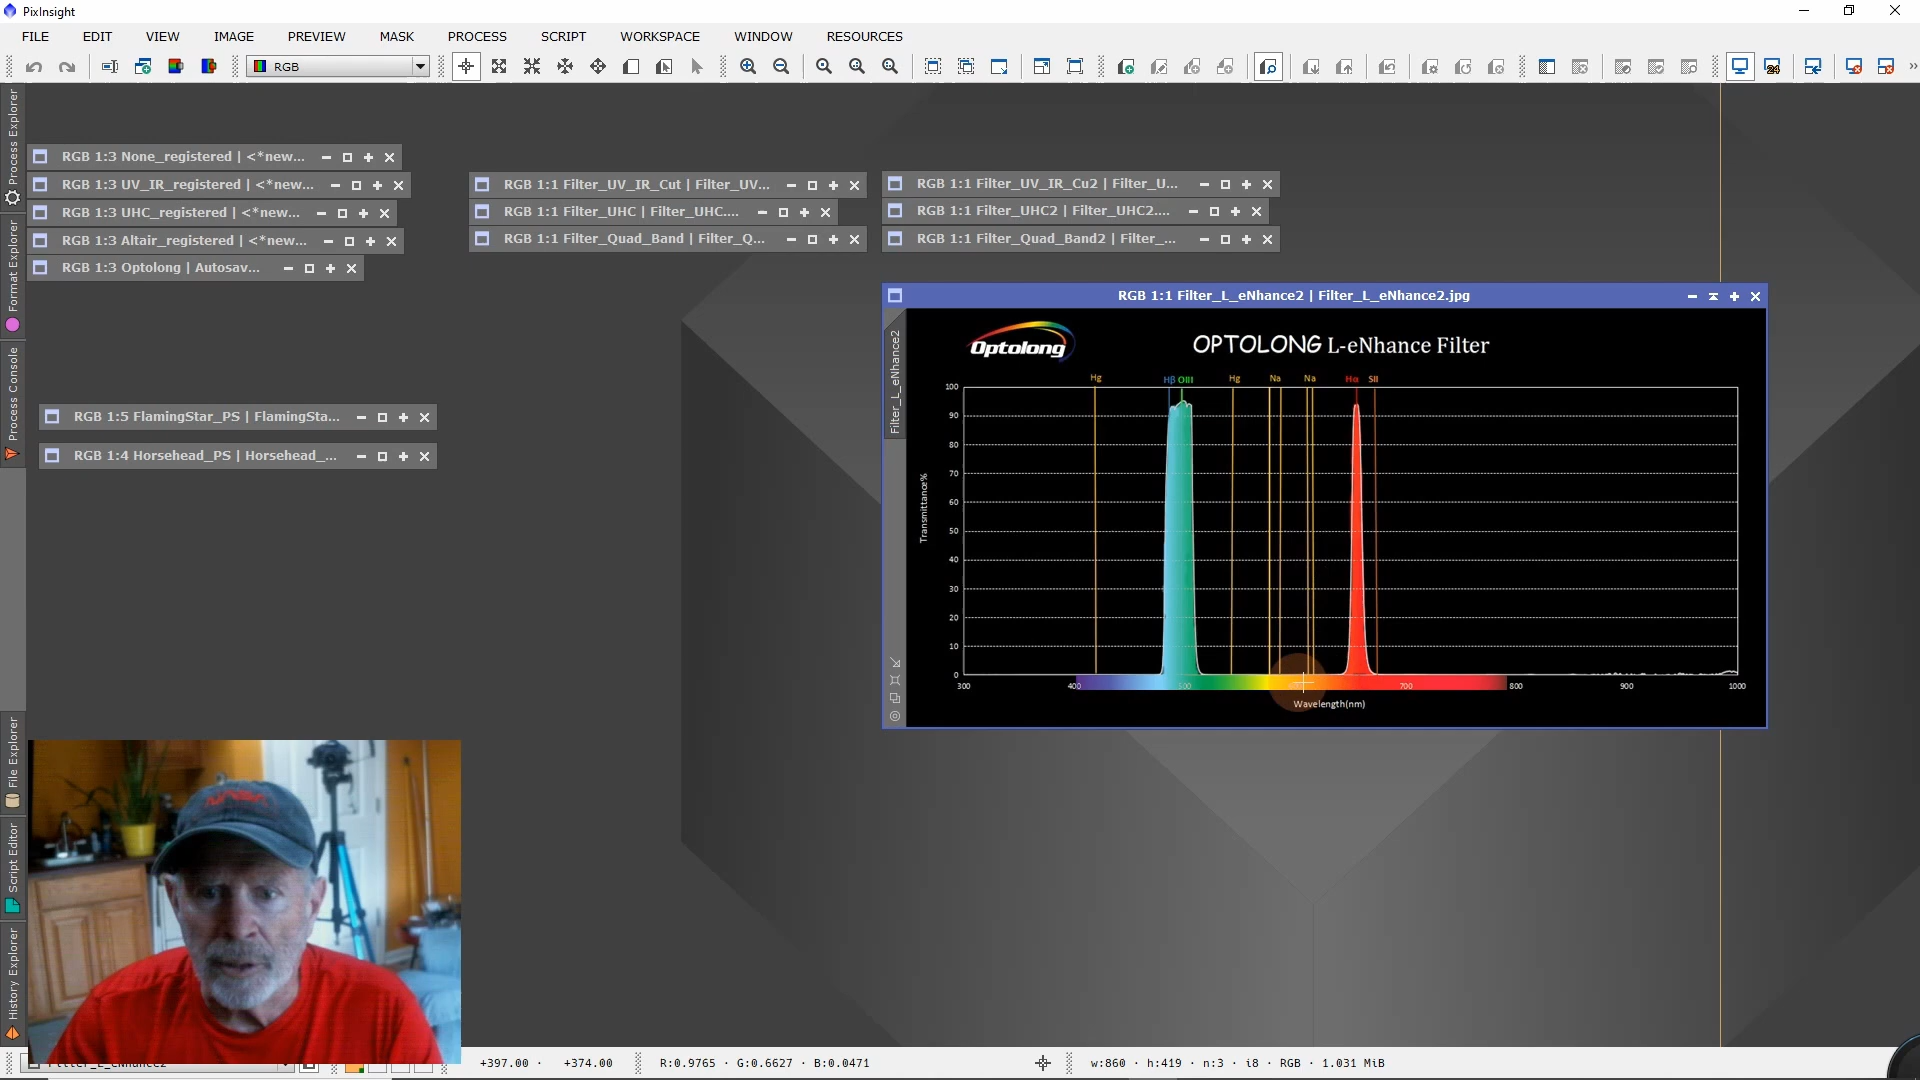 PixInsight
FILE EDIT VIEW IMAGE PREVIEW MASK PROCESS SCRIPT WORKSPACE WINDOW RESOURCES
RGB
Process Explorer
Format Explorer
Process Console
File Explorer
Script Editor
History Explorer
RGB 1:3 None_registered | <*new...
RGB 1:3 UV_IR_registered | <*new...
RGB 1:3 UHC_registered | <*new...
RGB 1:3 Altair_registered | <*new...
RGB 1:3 Optolong | Autosav...
RGB 1:1 Filter_UV_IR_Cut | Filter_UV...
RGB 1:1 Filter_UHC | Filter_UHC....
RGB 1:1 Filter_Quad_Band | Filter_Q...
RGB 1:1 Filter_UV_IR_Cu2 | Filter_U...
RGB 1:1 Filter_UHC2 | Filter_UHC2....
RGB 1:1 Filter_Quad_Band2 | Filter_...
RGB 1:5 FlamingStar_PS | FlamingSta...
RGB 1:4 Horsehead_PS | Horsehead_...
RGB 1:1 Filter_L_eNhance2 | Filter_L_eNhance2.jpg
Filter_L_eNhance2
Optolong
OPTOLONG L-eNhance Filter
Hg Hβ OIII Hg Na Na Hα SII
100
90
80
70
60
50
40
30
20
10
0
Transmittance%
300 400 500 700 800 900 1000
Wavelength(nm)
NASA
+397.00 · +374.00 R:0.9765 · G:0.6627 · B:0.0471 w:860 · h:419 · n:3 · i8 · RGB · 1.031 MiB